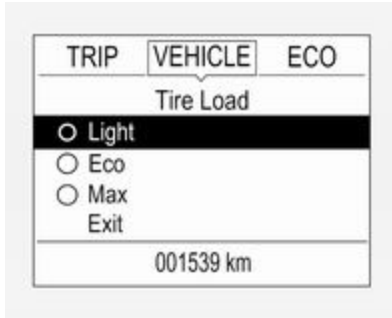 TRIP VEHICLE ECO
Tire Load
Light
Eco
Max
Exit
001539 km